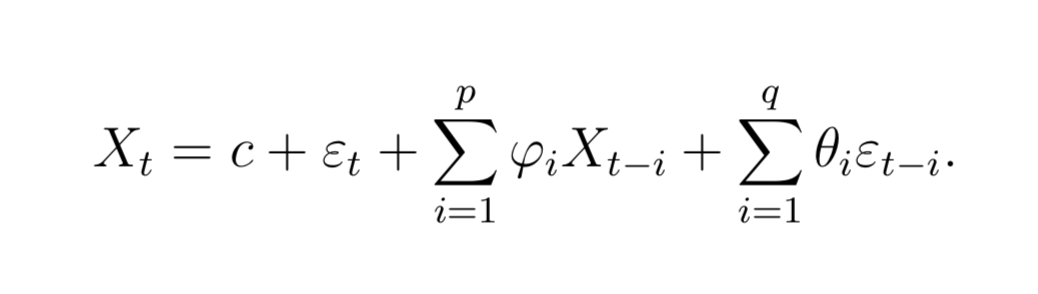 $X_t = c + \varepsilon_t + \sum_{i=1}^{p} \varphi_i X_{t-i} + \sum_{i=1}^{q} \theta_i \varepsilon_{t-i}.$